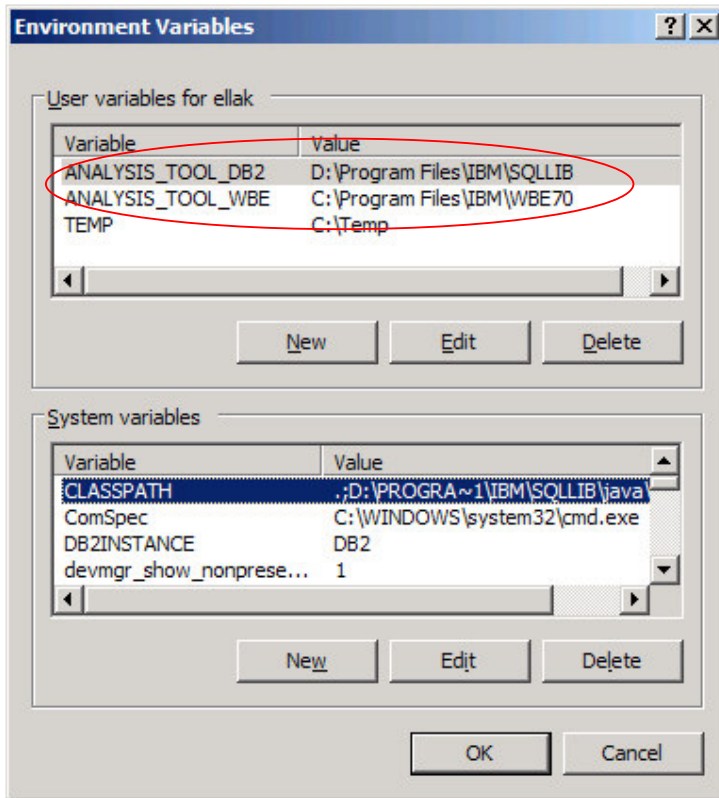 Environment Variables
User variables for ellak
Variable Value
ANALYSIS_TOOL_DB2 D:\Program Files\IBM\SQLLIB
ANALYSIS_TOOL_WBE C:\Program Files\IBM\WBE70
TEMP C:\Temp
New Edit Delete
System variables
Variable Value
CLASSPATH .;D:\PROGRA~1\IBM\SQLLIB\java\
ComSpec C:\WINDOWS\system32\cmd.exe
DB2INSTANCE DB2
devmgr_show_nonprese... 1
New Edit Delete
OK Cancel